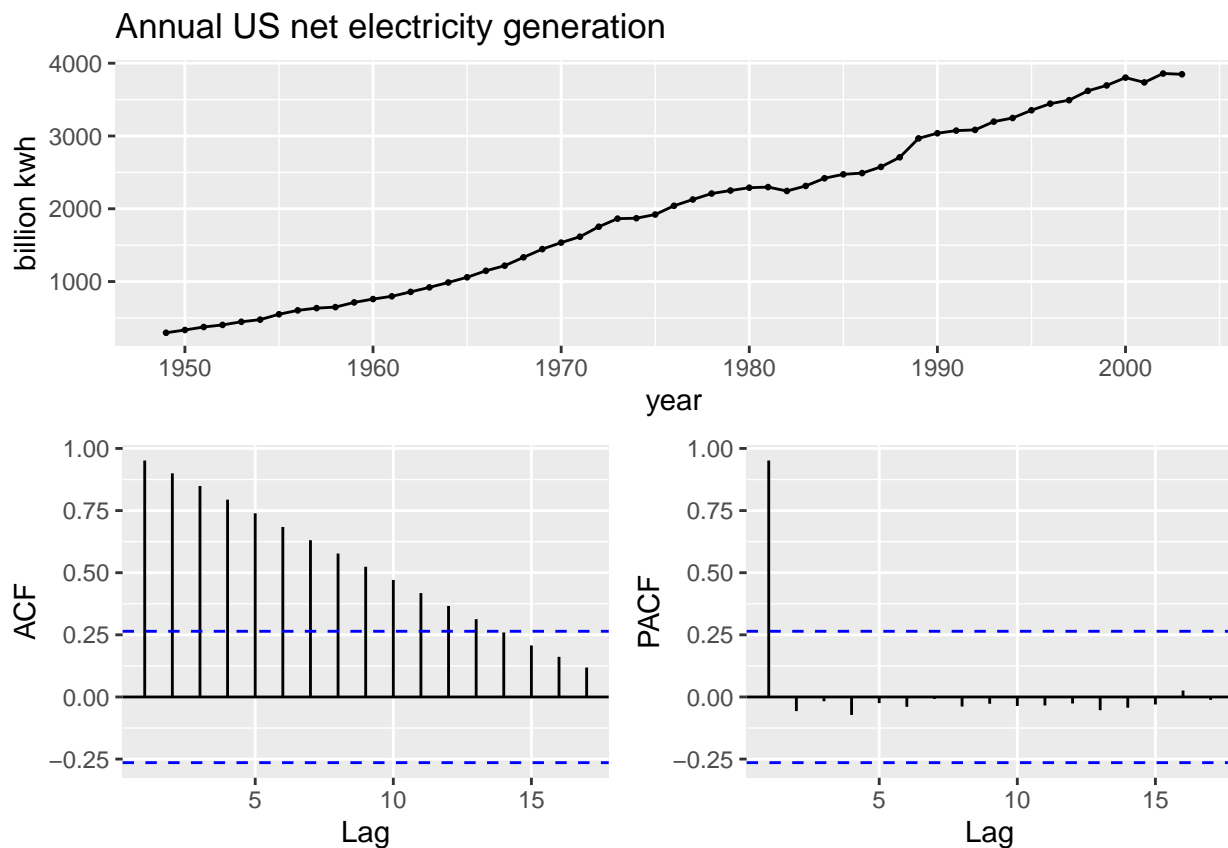 Annual US net electricity generation
4000
3000
2000
1000
billion kwh
1950 1960 1970 1980 1990 2000
year
1.00
0.75
0.50
0.25
0.00
−0.25
ACF
5 10 15
Lag
1.00
0.75
0.50
0.25
0.00
−0.25
PACF
5 10 15
Lag